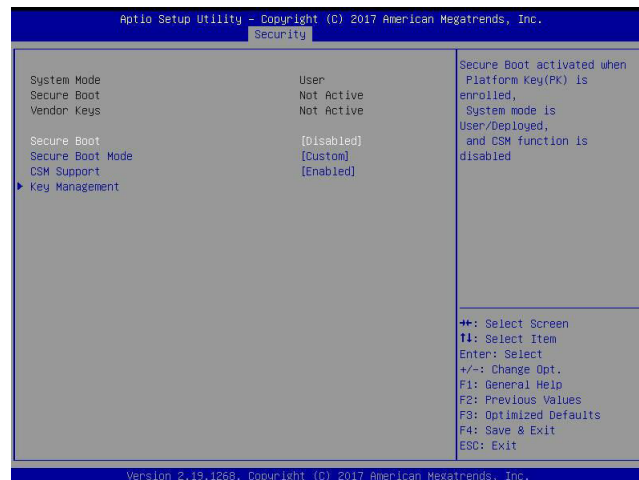 Aptio Setup Utility – Copyright (C) 2017 American Megatrends, Inc.
Security
System Mode User
Secure Boot Not Active
Vendor Keys Not Active
Secure Boot [Disabled]
Secure Boot Mode [Custom]
CSM Support [Enabled]
Key Management
Secure Boot activated when
Platform Key(PK) is
enrolled,
System mode is
User/Deployed,
and CSM function is
disabled
→←: Select Screen
↑↓: Select Item
Enter: Select
+/-: Change Opt.
F1: General Help
F2: Previous Values
F3: Optimized Defaults
F4: Save & Exit
ESC: Exit
Version 2.19.1268. Copyright (C) 2017 American Megatrends, Inc.